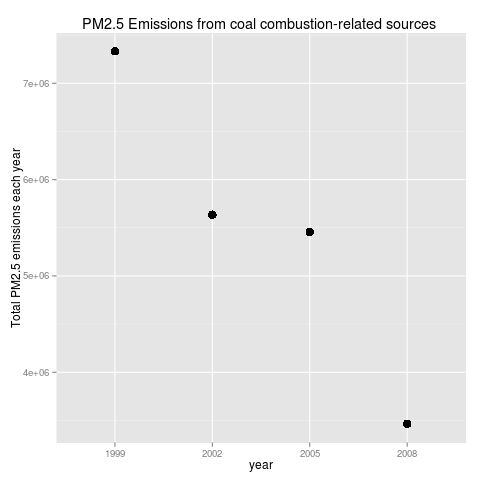 PM2.5 Emissions from coal combustion-related sources
Total PM2.5 emissions each year
7e+06
6e+06
5e+06
4e+06
1999 2002 2005 2008
year